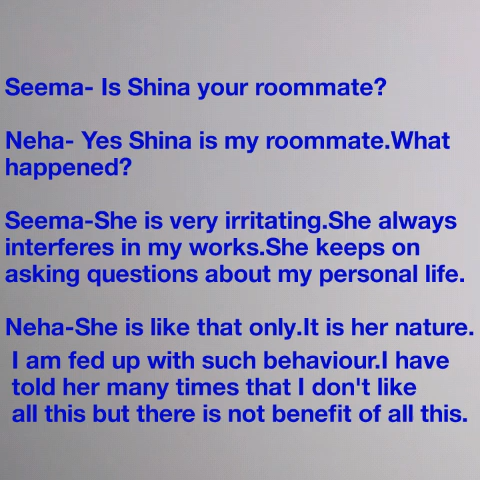 Seema- Is Shina your roommate?
Neha- Yes Shina is my roommate.What
happened?
Seema-She is very irritating.She always
interferes in my works.She keeps on
asking questions about my personal life.
Neha-She is like that only.It is her nature.
I am fed up with such behaviour.I have
told her many times that I don't like
all this but there is not benefit of all this.